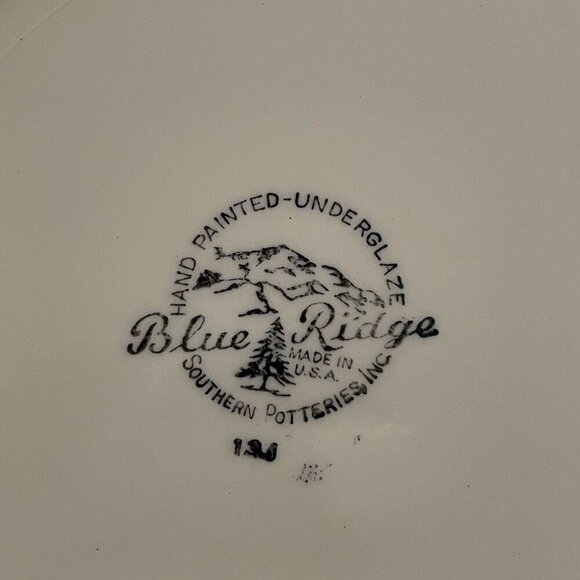 HAND PAINTED-UNDERGLAZE
Blue Ridge
MADE IN
U.S.A.
SOUTHERN POTTERIES, INC.